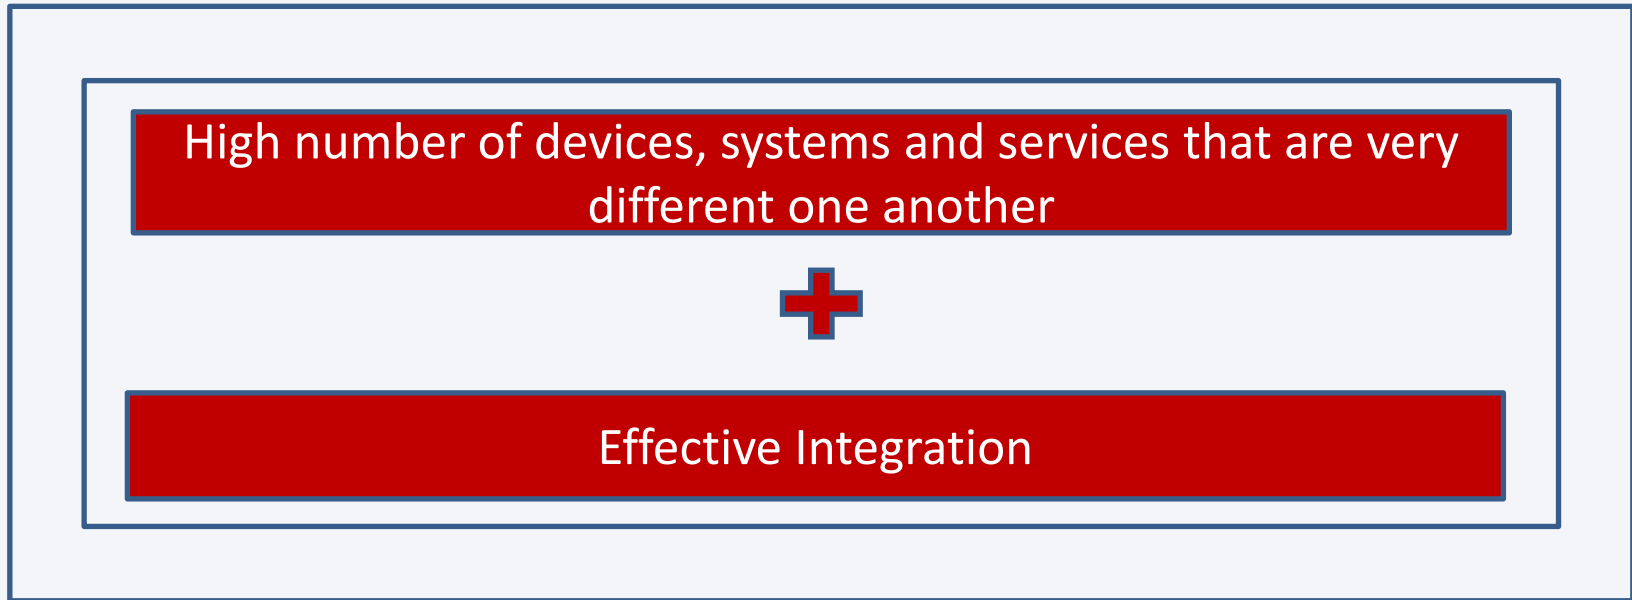 High number of devices, systems and services that are very
different one another
Effective Integration